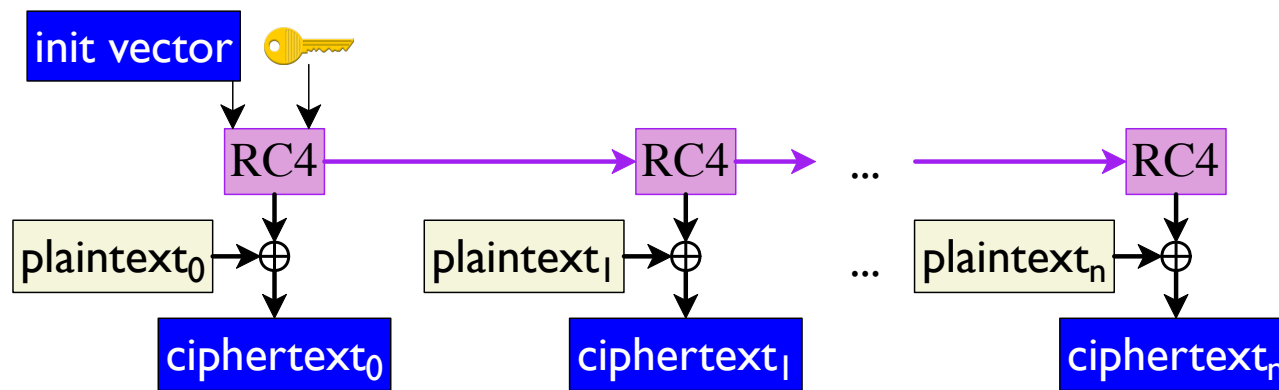 init vector
RC4 RC4 ... RC4
plaintext₀ plaintext₁ ... plaintextₙ
ciphertext₀ ciphertext₁ ciphertextₙ